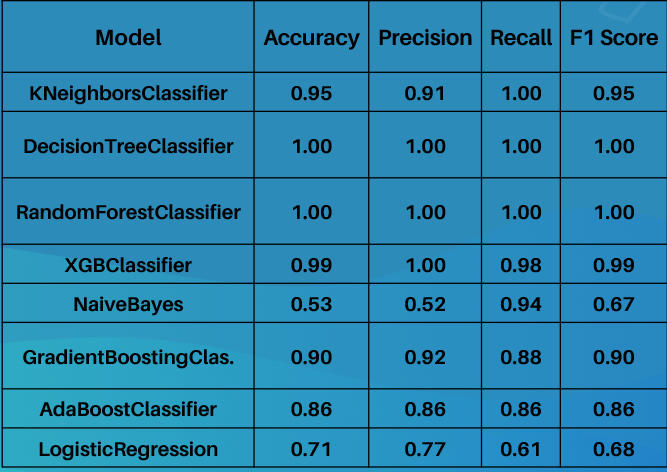 Model Accuracy Precision Recall F1 Score
KNeighborsClassifier 0.95 0.91 1.00 0.95
DecisionTreeClassifier 1.00 1.00 1.00 1.00
RandomForestClassifier 1.00 1.00 1.00 1.00
XGBClassifier 0.99 1.00 0.98 0.99
NaiveBayes 0.53 0.52 0.94 0.67
GradientBoostingClas. 0.90 0.92 0.88 0.90
AdaBoostClassifier 0.86 0.86 0.86 0.86
LogisticRegression 0.71 0.77 0.61 0.68